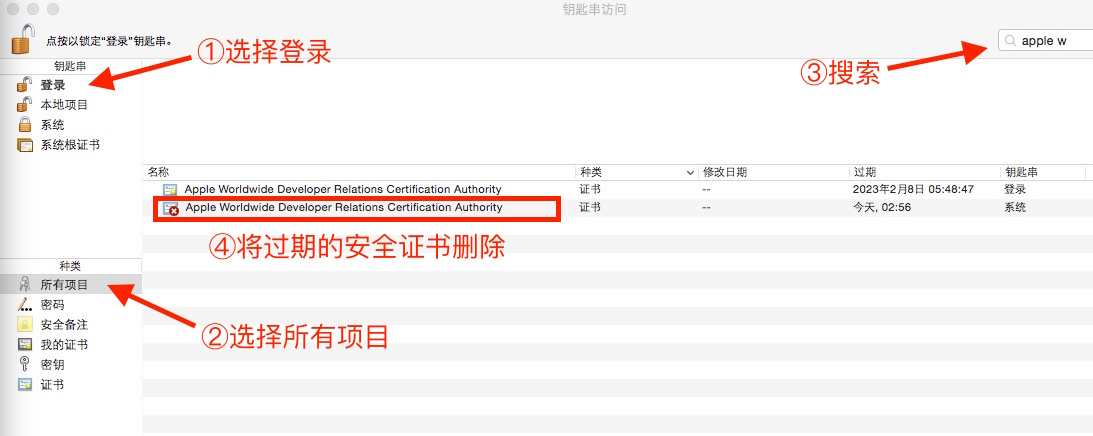 钥匙串访问
点按以锁定“登录”钥匙串。
apple w
①选择登录
③搜索
钥匙串
登录
本地项目
系统
系统根证书
名称 种类 修改日期 过期 钥匙串
Apple Worldwide Developer Relations Certification Authority 证书 -- 2023年2月8日 05:48:47 登录
Apple Worldwide Developer Relations Certification Authority 证书 -- 今天, 02:56 系统
④将过期的安全证书删除
种类
所有项目
密码
安全备注
我的证书
密钥
证书
②选择所有项目